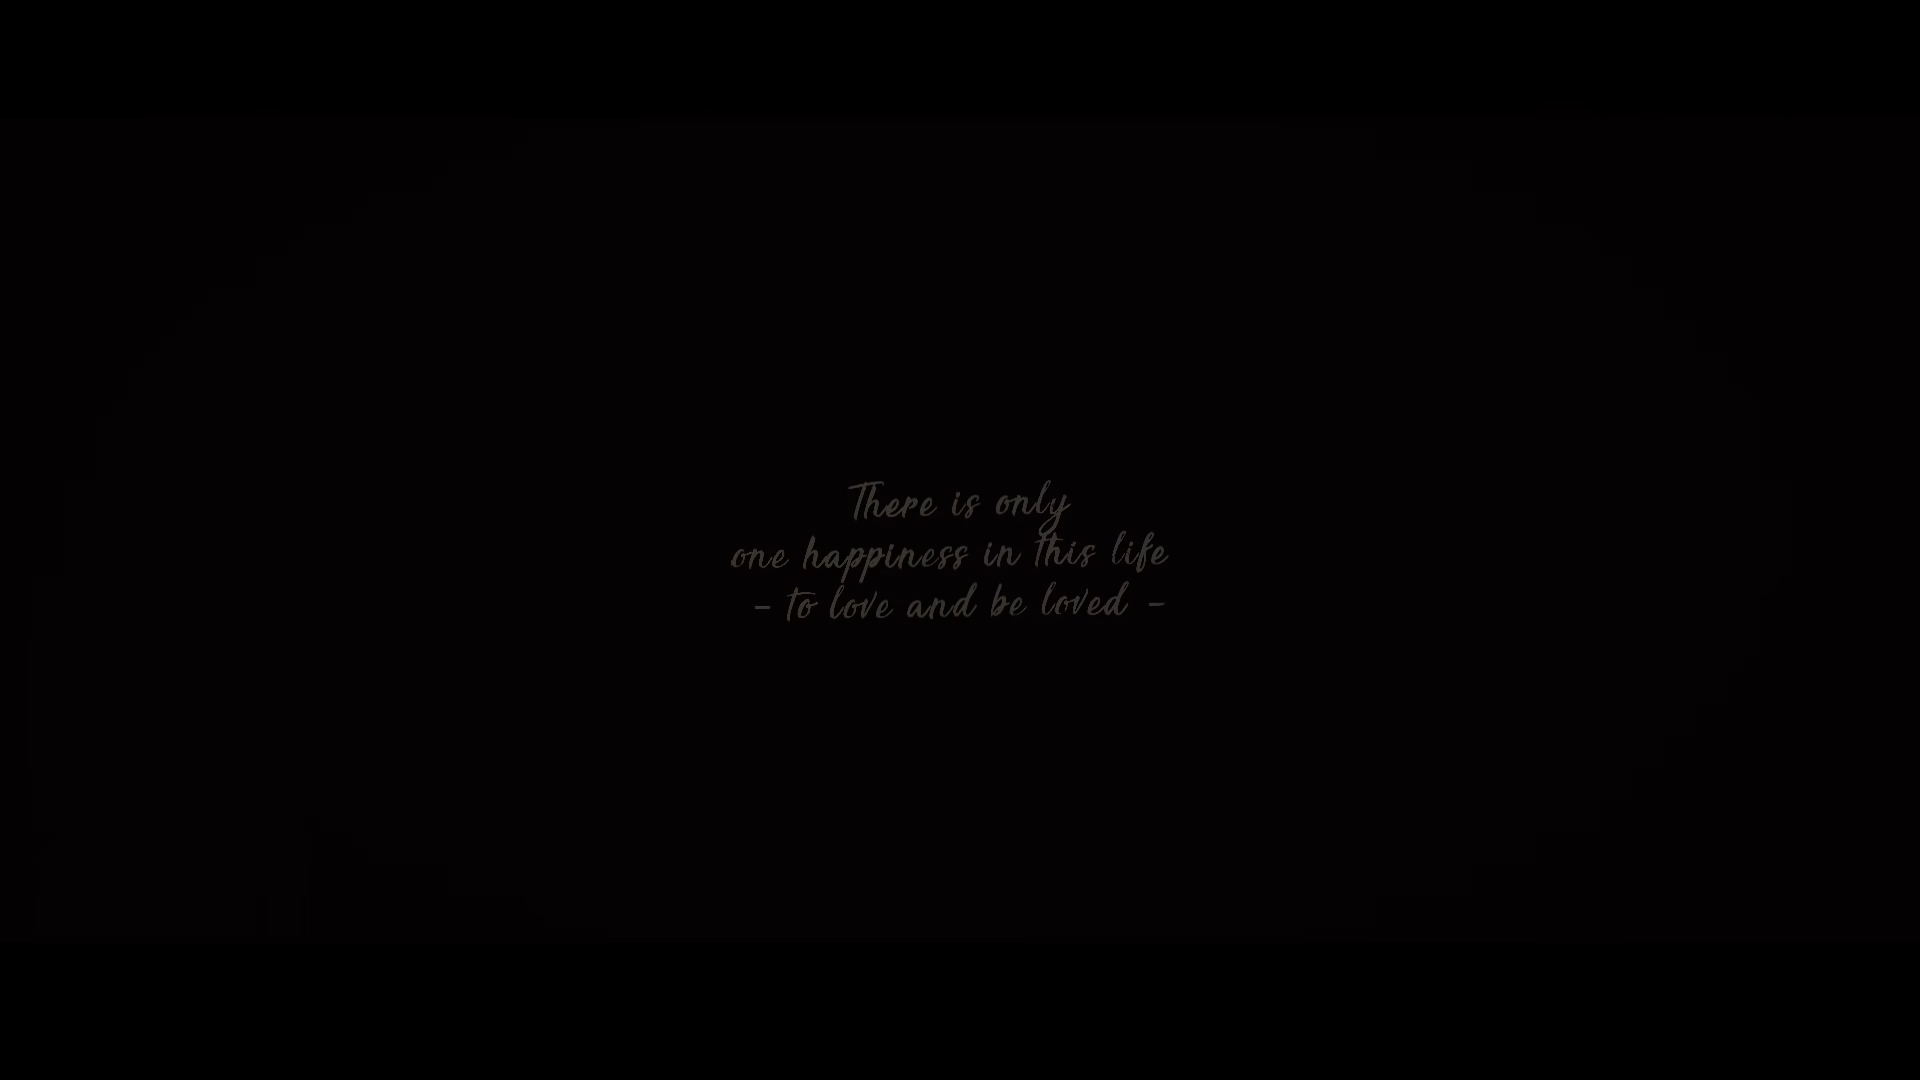 There is only
one happiness in this life
- to love and be loved -